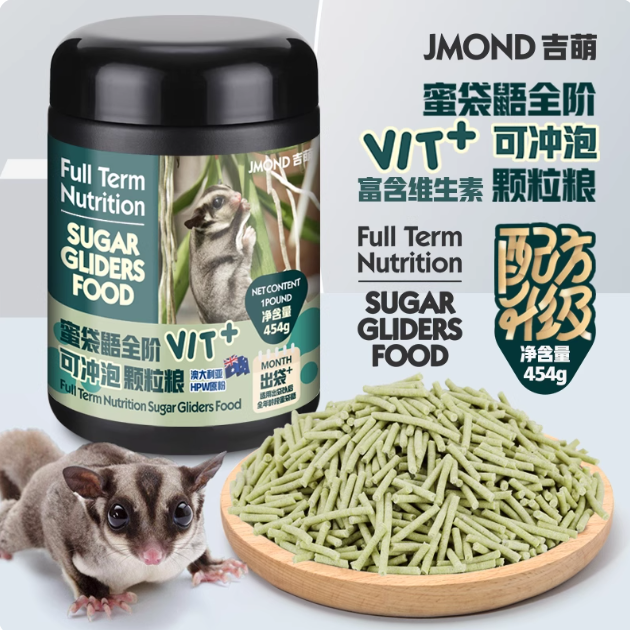 JMOND 吉萌
蜜袋鼯全阶
VIT+ 可冲泡
富含维生素 颗粒粮
Full Term
Nutrition
SUGAR
GLIDERS
FOOD
配方
升级
净含量
454g
JMOND 吉萌
Full Term
Nutrition
SUGAR
GLIDERS
FOOD
NET CONTENT
1POUND
净含量
454g
蜜袋鼯全阶 VIT+
可冲泡 颗粒粮
澳大利亚
HPW原粉
MONTH
出袋+
Full Term Nutrition Sugar Gliders Food